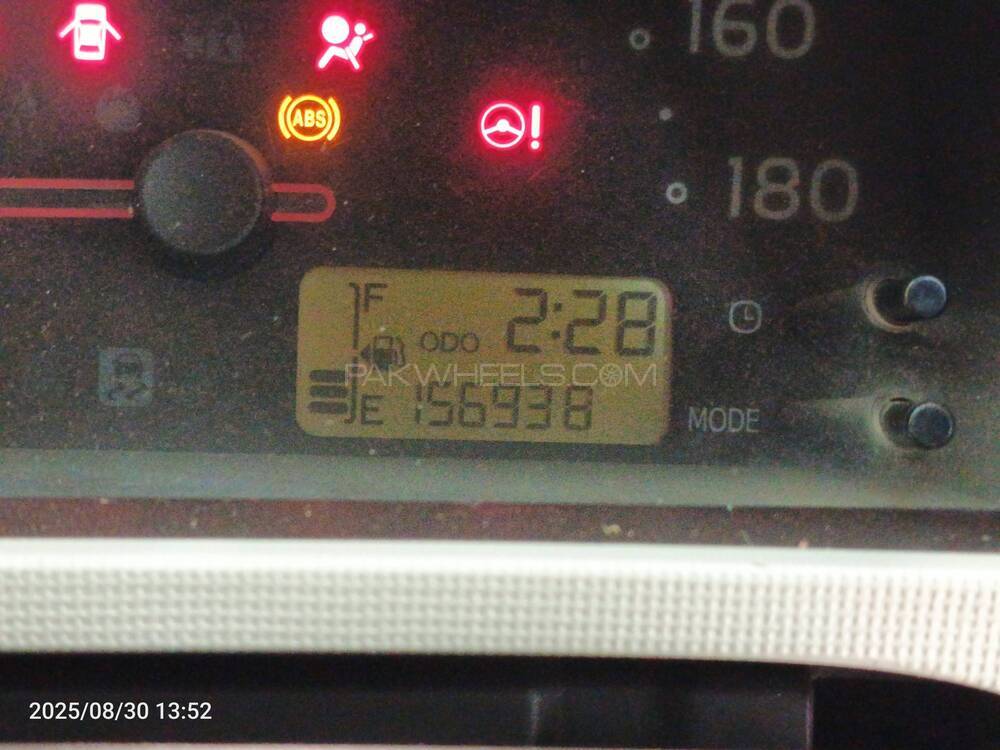 160
ABS
180
F
2:28
ODO
PAKWHEELS.COM
E
156938
MODE
2025/08/30 13:52